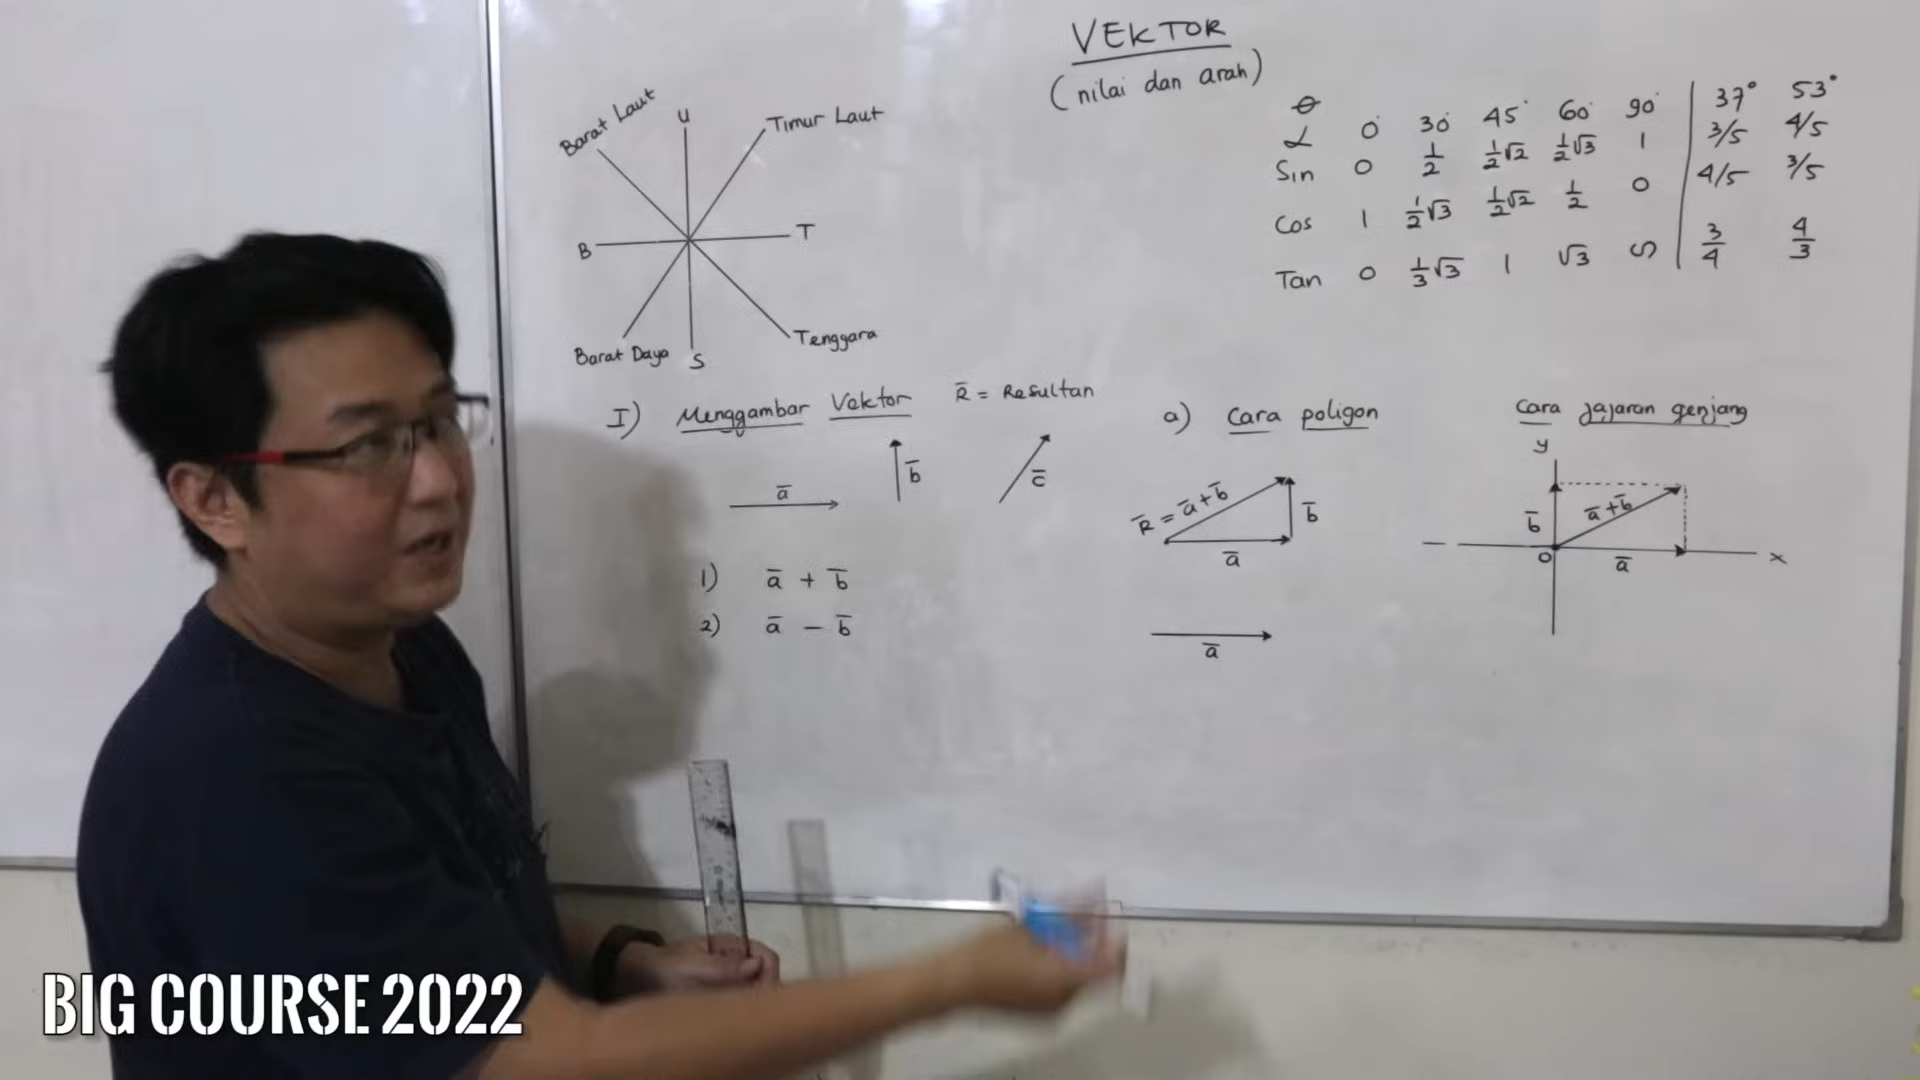 VEKTOR
(nilai dan arah)
Barat Laut
U
Timur Laut
B
T
Barat Daya
S
Tenggara
θ
α 0° 30° 45° 60° 90° 37° 53°
Sin 0 1/2 1/2√2 1/2√3 1 3/5 4/5
Cos 1 1/2√3 1/2√2 1/2 0 4/5 3/5
Tan 0 1/3√3 1 √3 ∽ 3/4 4/3
I) Menggambar Vektor R̄ = Resultan
ā
b̄
c̄
1) ā + b̄
2) ā − b̄
a) Cara poligon
R̄ = ā+b̄
b̄
ā
ā
Cara jajaran genjang
y
b̄
ā+b̄
O
ā
x
BIG COURSE 2022